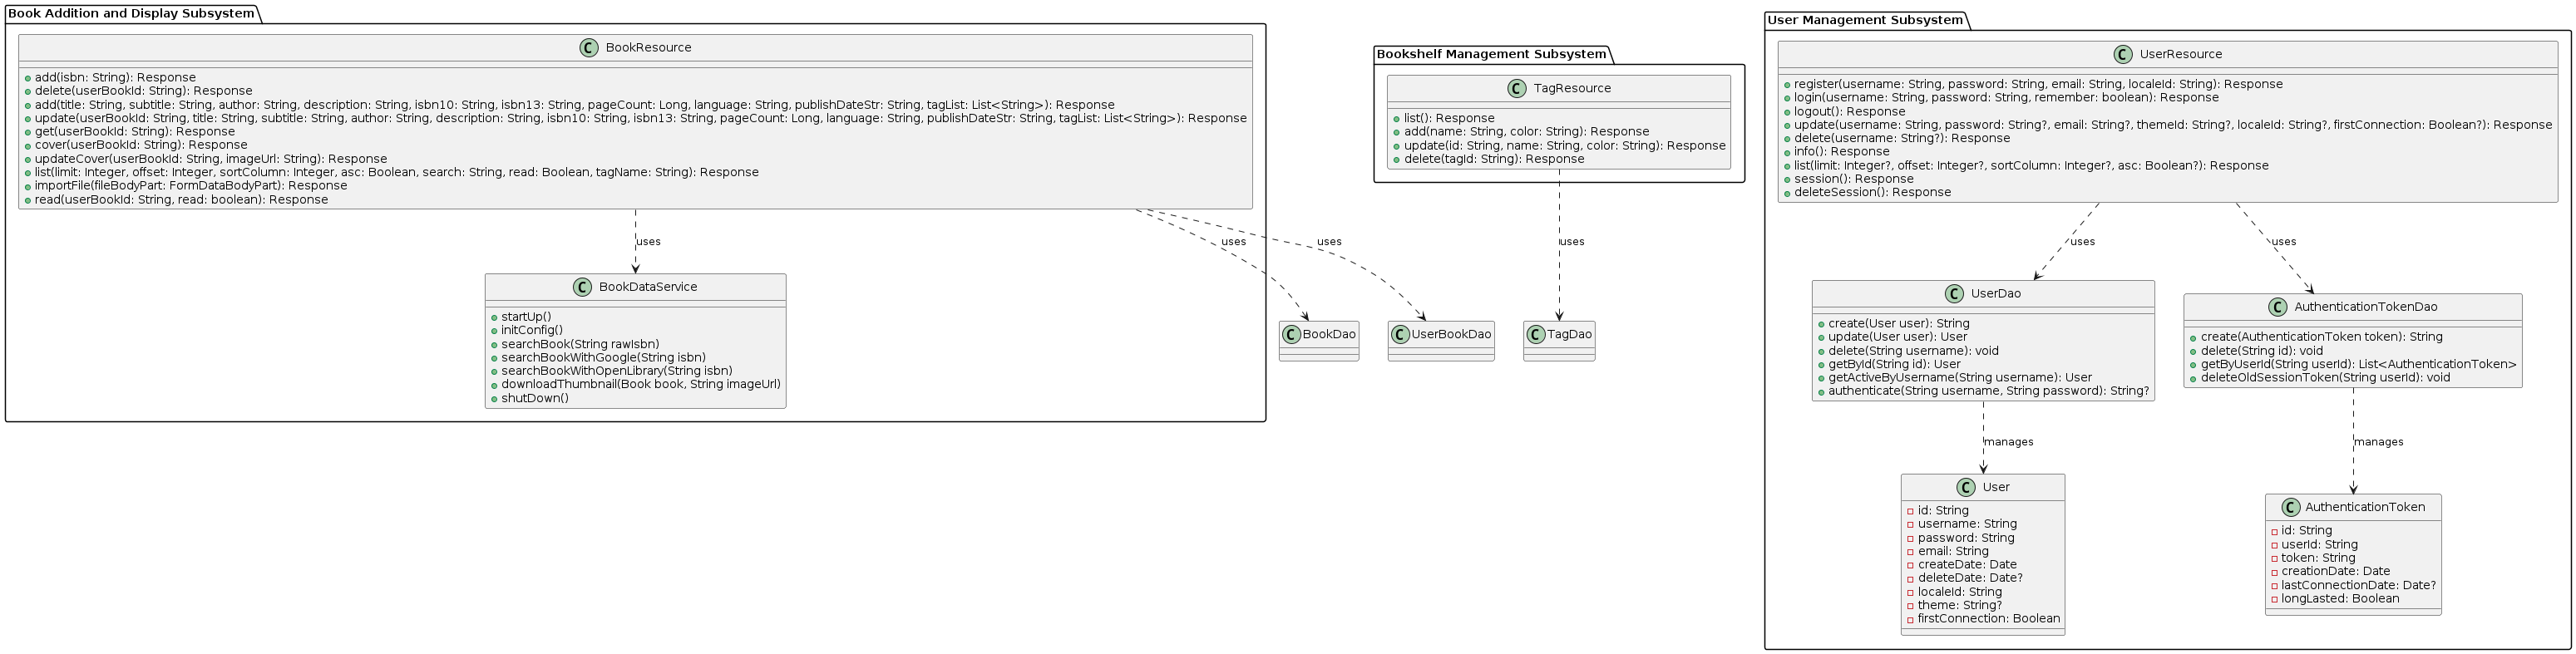 Book Addition and Display Subsystem
C BookResource
add(isbn: String): Response
delete(userBookId: String): Response
add(title: String, subtitle: String, author: String, description: String, isbn10: String, isbn13: String, pageCount: Long, language: String, publishDateStr: String, tagList: List<String>): Response
update(userBookId: String, title: String, subtitle: String, author: String, description: String, isbn10: String, isbn13: String, pageCount: Long, language: String, publishDateStr: String, tagList: List<String>): Response
get(userBookId: String): Response
cover(userBookId: String): Response
updateCover(userBookId: String, imageUrl: String): Response
list(limit: Integer, offset: Integer, sortColumn: Integer, asc: Boolean, search: String, read: Boolean, tagName: String): Response
importFile(fileBodyPart: FormDataBodyPart): Response
read(userBookId: String, read: boolean): Response
uses
uses
uses
C BookDataService
startUp()
initConfig()
searchBook(String rawIsbn)
searchBookWithGoogle(String isbn)
searchBookWithOpenLibrary(String isbn)
downloadThumbnail(Book book, String imageUrl)
shutDown()
C BookDao
C UserBookDao
Bookshelf Management Subsystem
C TagResource
list(): Response
add(name: String, color: String): Response
update(id: String, name: String, color: String): Response
delete(tagId: String): Response
uses
C TagDao
User Management Subsystem
C UserResource
register(username: String, password: String, email: String, localeId: String): Response
login(username: String, password: String, remember: boolean): Response
logout(): Response
update(username: String, password: String?, email: String?, themeId: String?, localeId: String?, firstConnection: Boolean?): Response
delete(username: String?): Response
info(): Response
list(limit: Integer?, offset: Integer?, sortColumn: Integer?, asc: Boolean?): Response
session(): Response
deleteSession(): Response
uses
uses
C UserDao
create(User user): String
update(User user): User
delete(String username): void
getById(String id): User
getActiveByUsername(String username): User
authenticate(String username, String password): String?
C AuthenticationTokenDao
create(AuthenticationToken token): String
delete(String id): void
getByUserId(String userId): List<AuthenticationToken>
deleteOldSessionToken(String userId): void
manages
manages
C User
id: String
username: String
password: String
email: String
createDate: Date
deleteDate: Date?
localeId: String
theme: String?
firstConnection: Boolean
C AuthenticationToken
id: String
userId: String
token: String
creationDate: Date
lastConnectionDate: Date?
longLasted: Boolean